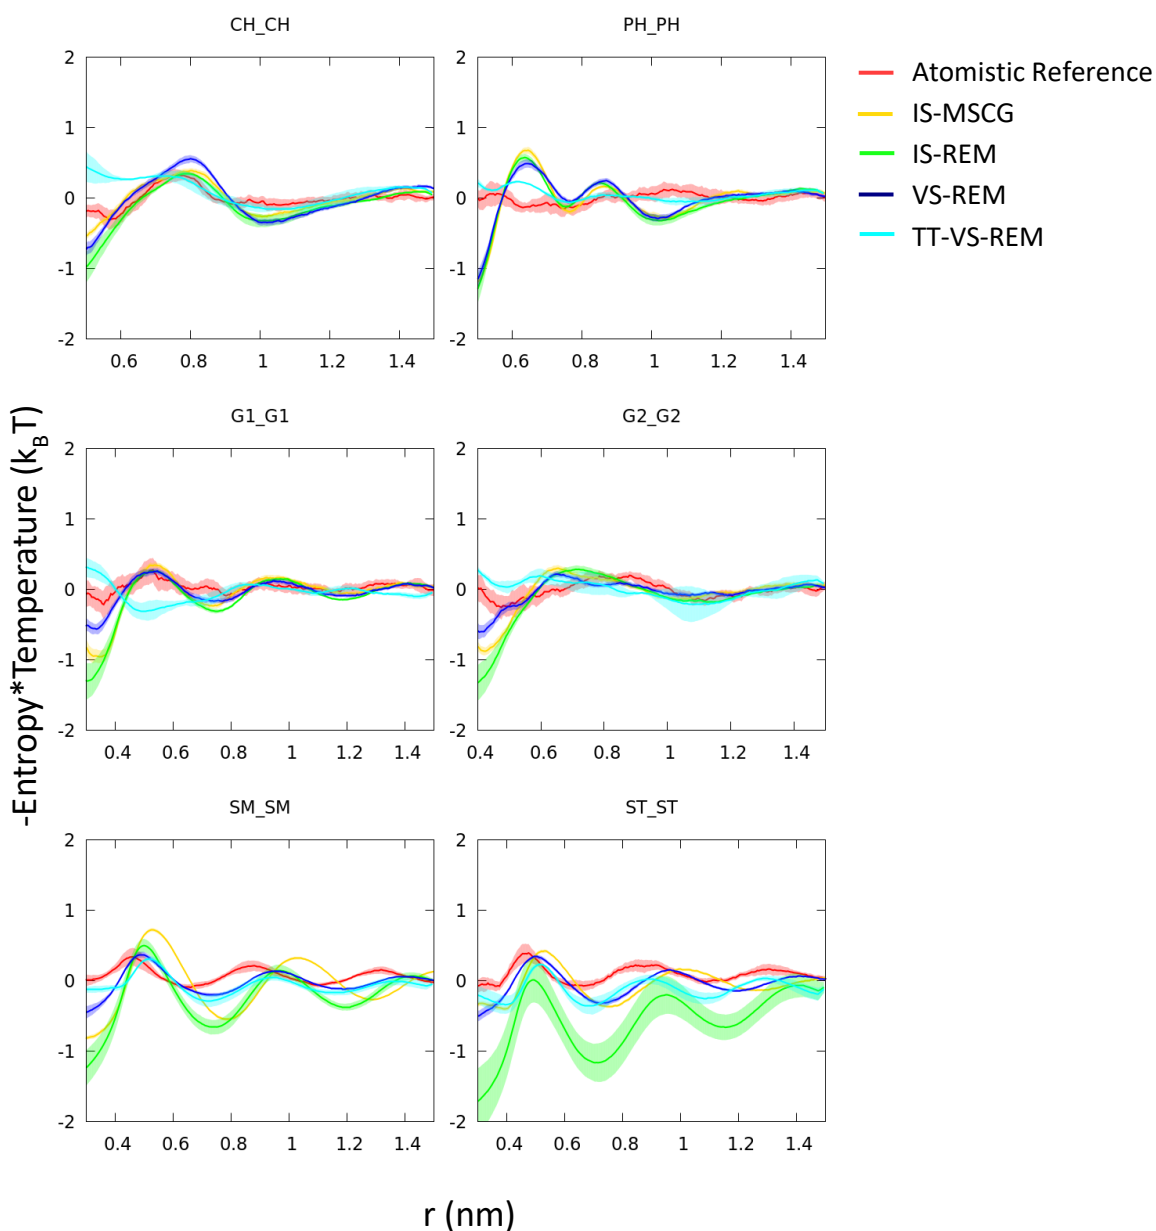 CH_CH
PH_PH
Atomistic Reference
IS-MSCG
IS-REM
VS-REM
TT-VS-REM
2
1
0
-1
-2
0.6 0.8 1 1.2 1.4
2
1
0
-1
-2
0.6 0.8 1 1.2 1.4
-Entropy*Temperature (kBT)
G1_G1
G2_G2
2
1
0
-1
-2
0.4 0.6 0.8 1 1.2 1.4
2
1
0
-1
-2
0.4 0.6 0.8 1 1.2 1.4
SM_SM
ST_ST
2
1
0
-1
-2
0.4 0.6 0.8 1 1.2 1.4
2
1
0
-1
-2
0.4 0.6 0.8 1 1.2 1.4
r (nm)